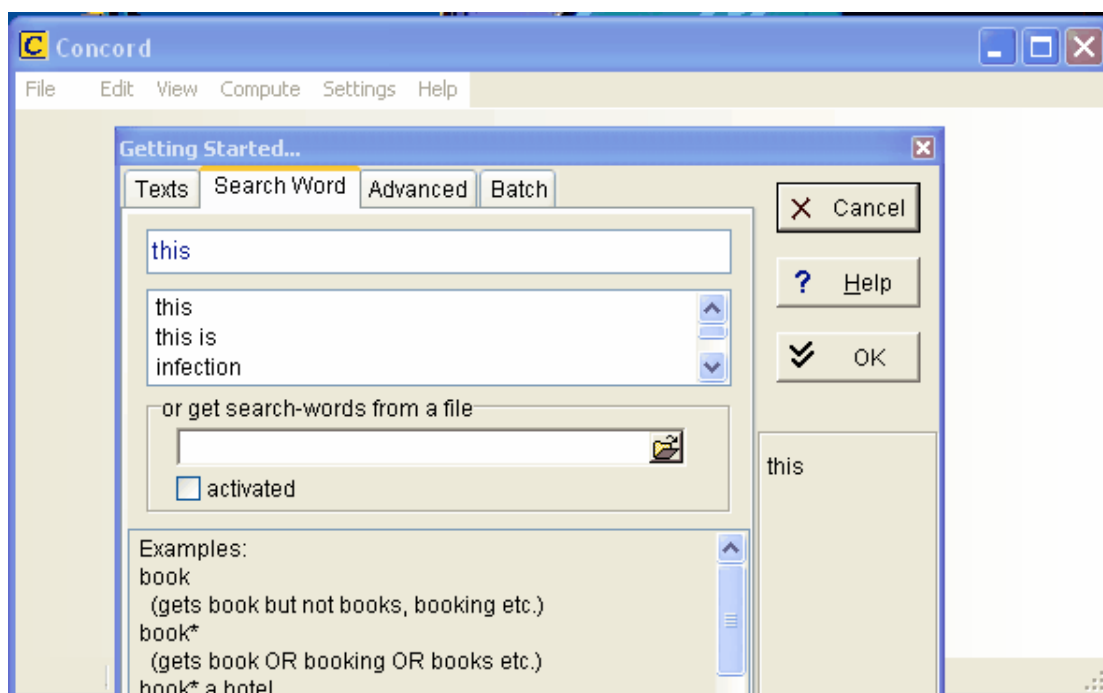 C Concord
File Edit View Compute Settings Help
Getting Started...
Texts Search Word Advanced Batch
this
this
this is
infection
or get search-words from a file
activated
Cancel
? Help
OK
this
Examples:
book
(gets book but not books, booking etc.)
book*
(gets book OR booking OR books etc.)
book* a hotel